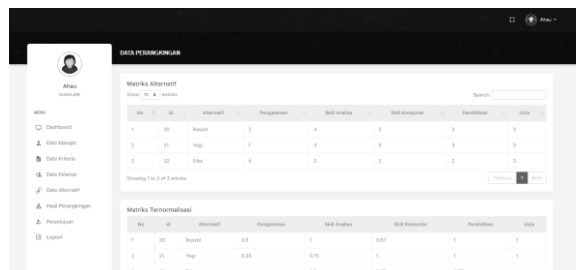 Ahau
DATA PERANGKINGAN
Ahau
MANAJER
MENU
Dashboard
Data Manajer
Data Kriteria
Data Pelamar
Data Alternatif
Hasil Perangkingan
Persetujuan
Logout
Matriks Alternatif
Show 10 entries
Search:
No Id Alternatif Pengalaman Skill Analisa Skill Komputer Pendidikan Usia
1 20 Rosyid 2 4 2 3 3
2 21 Yogi 1 3 3 3 3
3 22 Dika 4 2 2 2 3
Showing 1 to 3 of 3 entries
Previous 1 Next
Matriks Ternormalisasi
No Id Alternatif Pengalaman Skill Analisa Skill Komputer Pendidikan Usia
1 20 Rosyid 0.5 1 0.67 1 1
2 21 Yogi 0.25 0.75 1 1 1